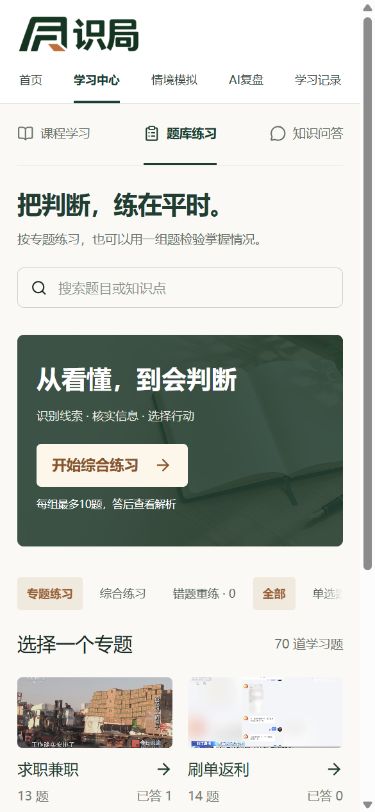 识局
首页 学习中心 情境模拟 AI复盘 学习记录
课程学习 题库练习 知识问答
把判断，练在平时。
按专题练习，也可以用一组题检验掌握情况。
搜索题目或知识点
从看懂，到会判断
识别线索 · 核实信息 · 选择行动
开始综合练习
每组最多10题，答后查看解析
专题练习 综合练习 错题重练 · 0 全部 单选
选择一个专题 70 道学习题
求职兼职 刷单返利
13 题 已答 1 14 题 已答 0